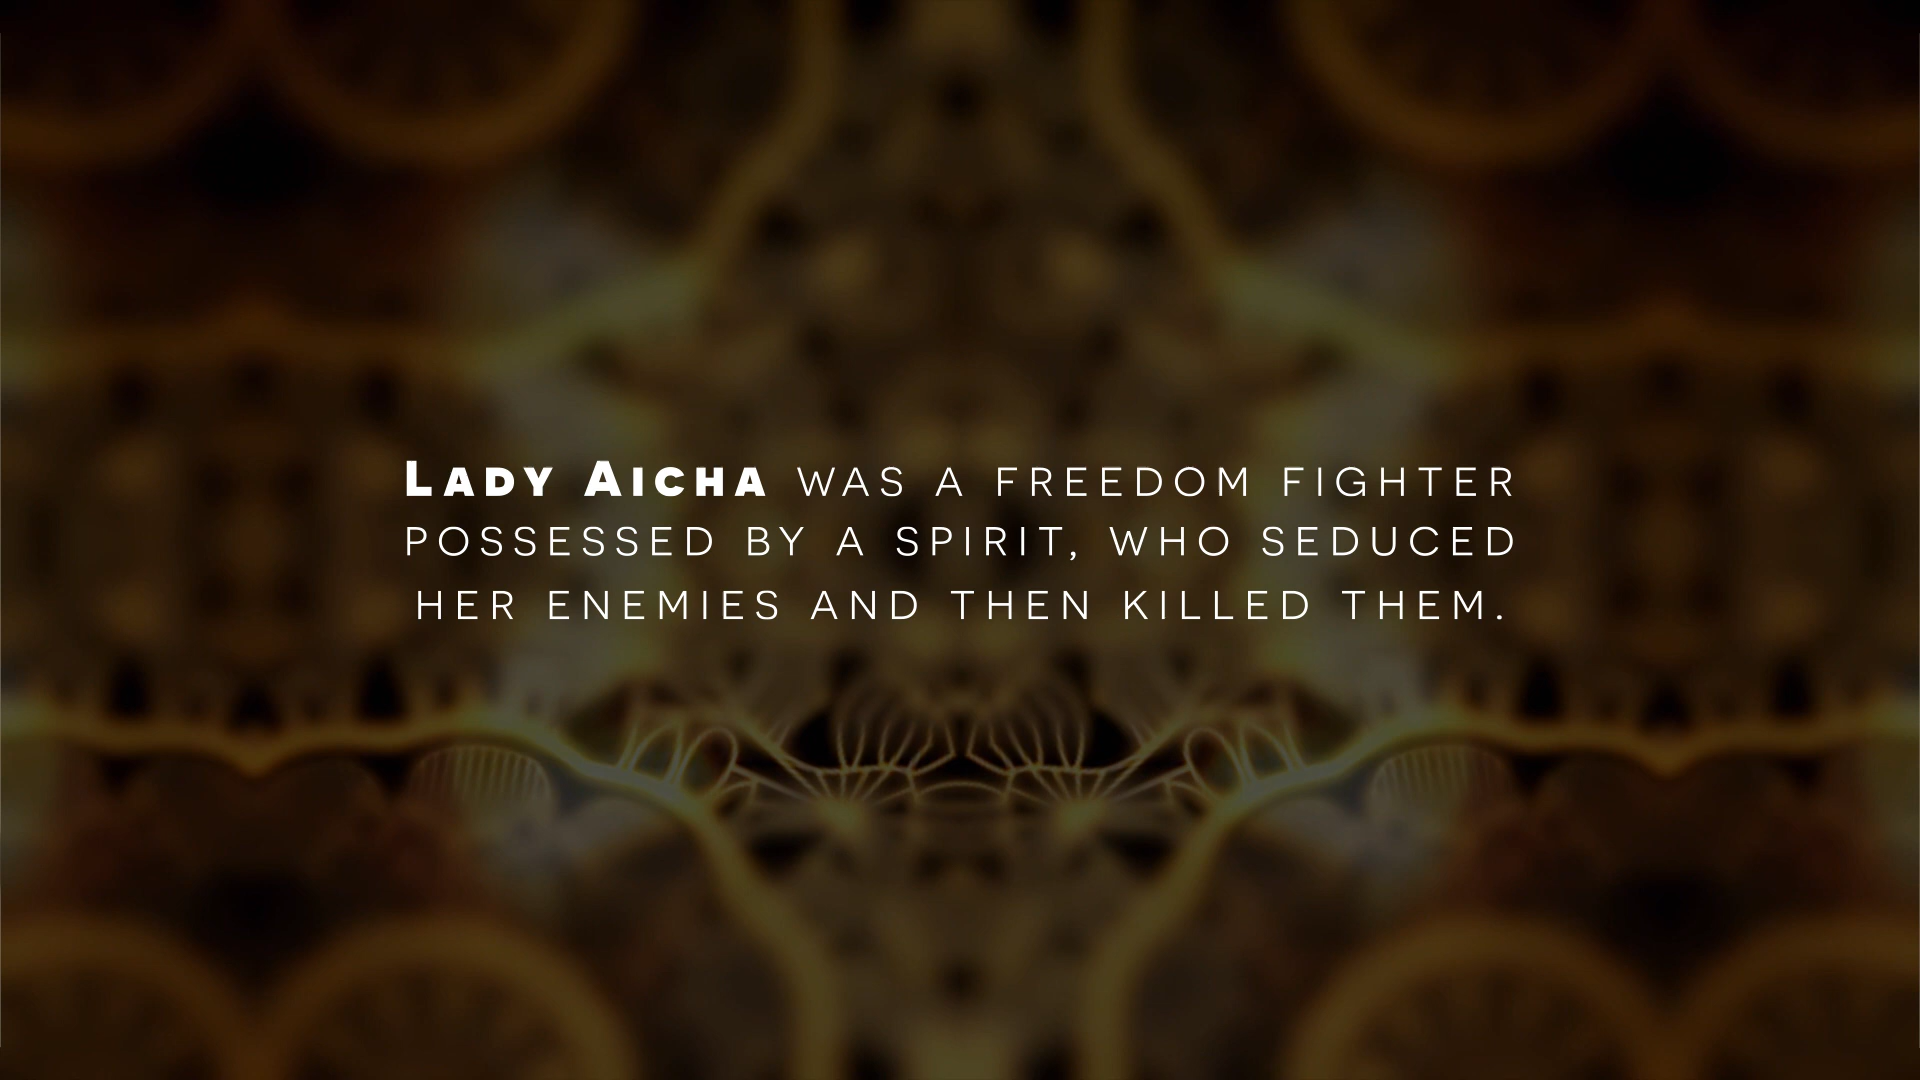 LADY AICHA WAS A FREEDOM FIGHTER
POSSESSED BY A SPIRIT, WHO SEDUCED
HER ENEMIES AND THEN KILLED THEM.